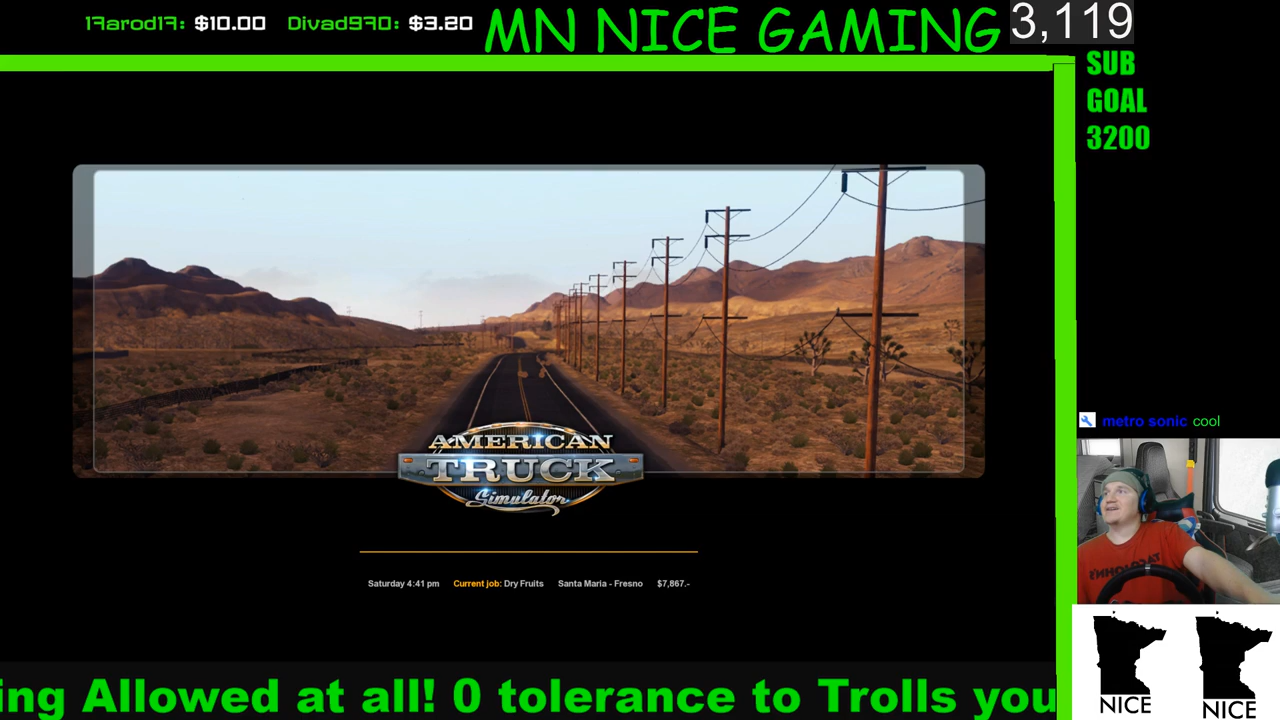 17arod17: $10.00 Divad970: $3.20
MN NICE GAMING
3,119
SUB
GOAL
3200
AMERICAN
TRUCK
Simulator
metro sonic cool
Saturday 4:41 pm Current job: Dry Fruits Santa Maria - Fresno $7,867.-
NICE
NICE
ing Allowed at all! 0 tolerance to Trolls you